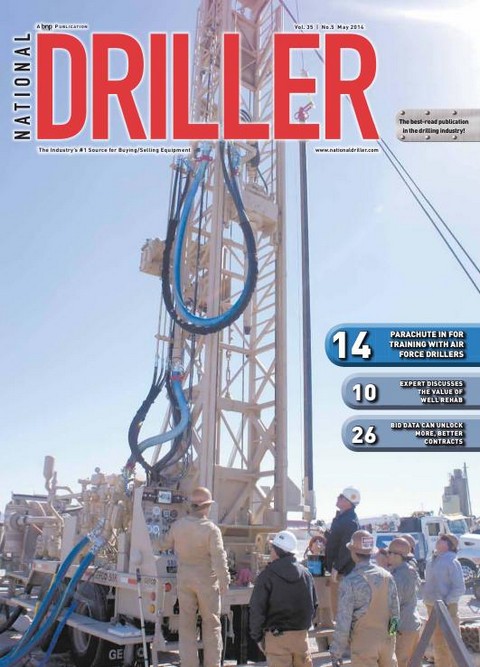 A bnp PUBLICATION
Vol. 35 | No.5 May 2014
NATIONAL
DRILLER
The Industry's #1 Source for Buying/Selling Equipment
www.nationaldriller.com
The best-read publication
in the drilling industry!
14
PARACHUTE IN FOR
TRAINING WITH AIR
FORCE DRILLERS
10
EXPERT DISCUSSES
THE VALUE OF
WELL REHAB
26
BID DATA CAN UNLOCK
MORE, BETTER
CONTRACTS